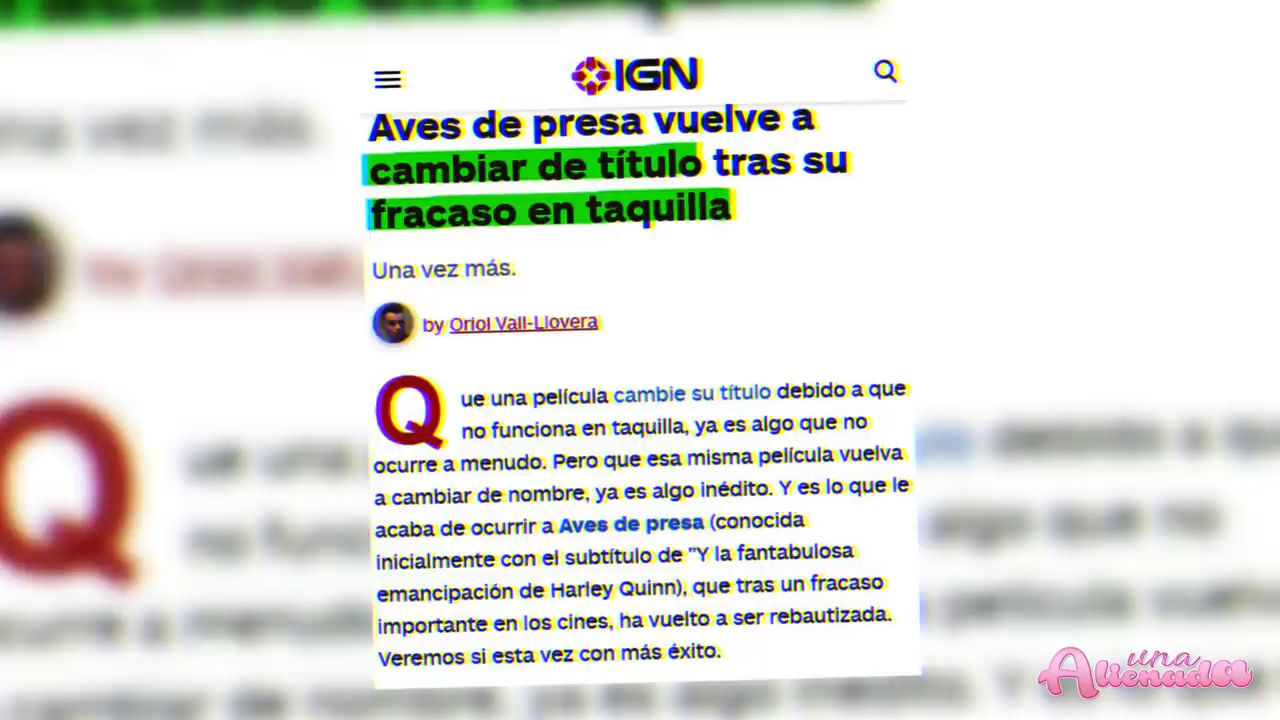 IGN
Aves de presa vuelve a
cambiar de título tras su
fracaso en taquilla
Una vez más.
by Oriol Vall-Llovera
Que una película cambie su título debido a que
no funciona en taquilla, ya es algo que no
ocurre a menudo. Pero que esa misma película vuelva
a cambiar de nombre, ya es algo inédito. Y es lo que le
acaba de ocurrir a Aves de presa (conocida
inicialmente con el subtítulo de "Y la fantabulosa
emancipación de Harley Quinn), que tras un fracaso
importante en los cines, ha vuelto a ser rebautizada.
Veremos si esta vez con más éxito.
una
Alienada